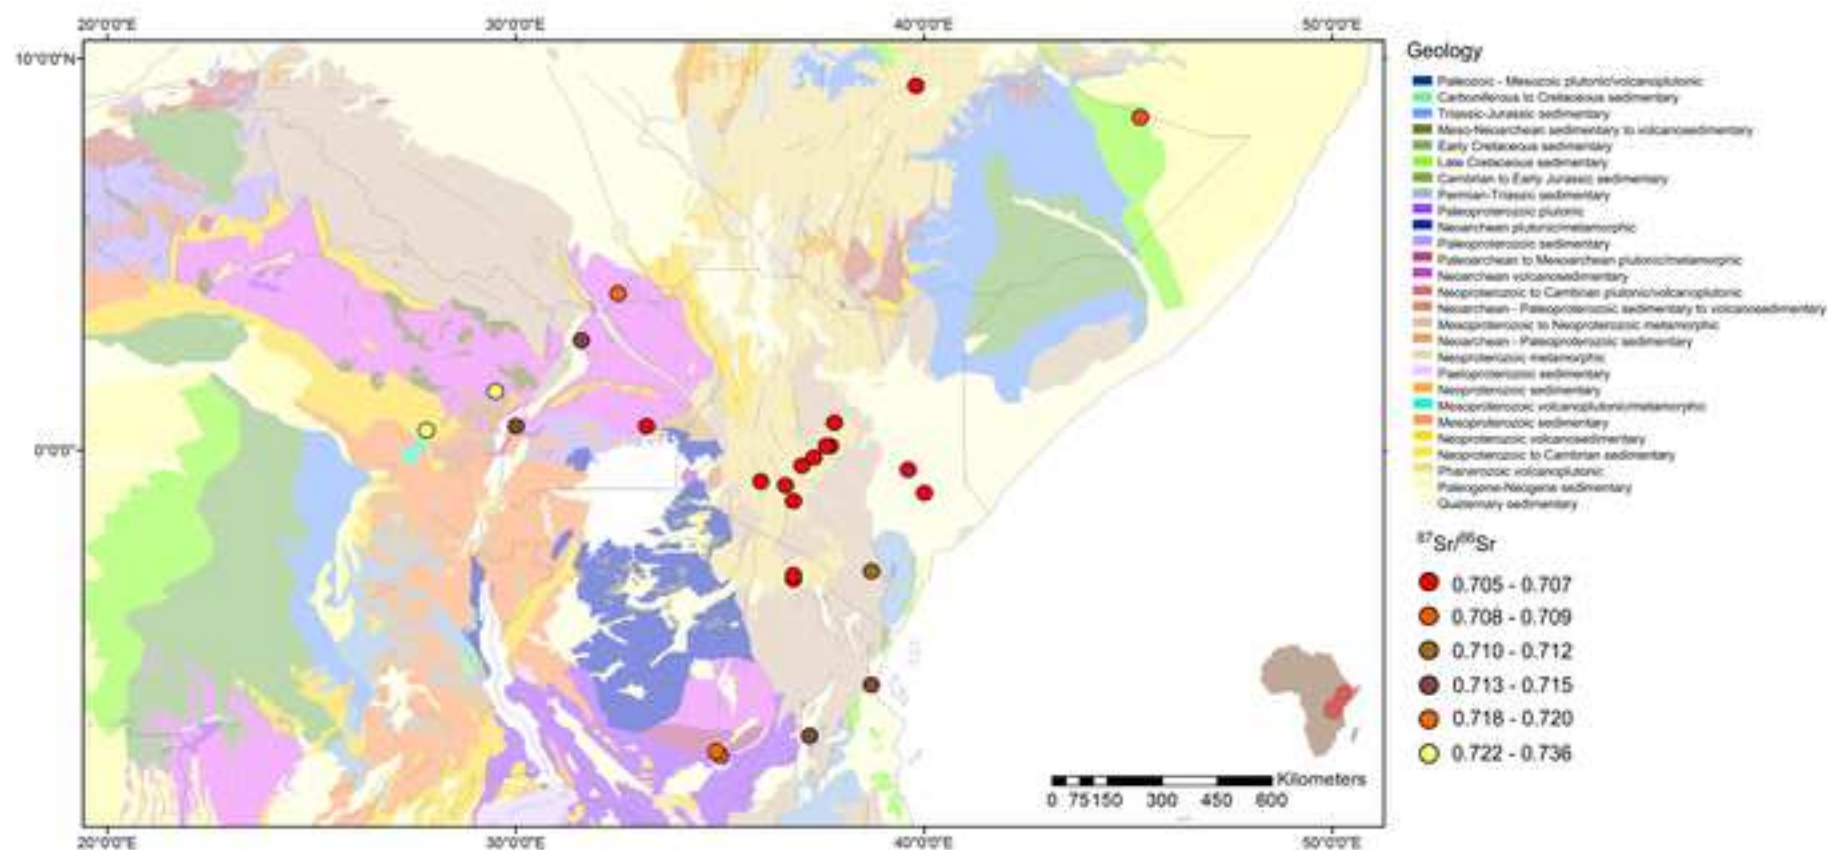 20°0'0"E 30°0'0"E 40°0'0"E 50°0'0"E
10°0'0"N
0°0'0"
20°0'0"E 30°0'0"E 40°0'0"E 50°0'0"E
Geology
Paleozoic - Mesozoic plutonic/volcanoplutonic
Carboniferous to Cretaceous sedimentary
Triassic-Jurassic sedimentary
Meso-Neoarchean sedimentary to volcanosedimentary
Early Cretaceous sedimentary
Late Cretaceous sedimentary
Cambrian to Early Jurassic sedimentary
Permian-Triassic sedimentary
Paleoproterozoic plutonic
Neoarchean plutonic/metamorphic
Paleoproterozoic sedimentary
Paleoarchean to Mesoarchean plutonic/metamorphic
Neoarchean volcanosedimentary
Neoproterozoic to Cambrian plutonic/volcanoplutonic
Neoarchean - Paleoproterozoic sedimentary to volcanosedimentary
Mesoproterozoic to Neoproterozoic metamorphic
Neoarchean - Paleoproterozoic sedimentary
Neoproterozoic metamorphic
Paeloproterozoic sedimentary
Neoproterozoic sedimentary
Mesoproterozoic volcanoplutonic/metamorphic
Mesoproterozoic sedimentary
Neoproterozoic volcanosedimentary
Neoproterozoic to Cambrian sedimentary
Phanerozoic volcanoplutonic
Paleogene-Neogene sedimentary
Quaternary sedimentary
⁸⁷Sr/⁸⁶Sr
0.705 - 0.707
0.708 - 0.709
0.710 - 0.712
0.713 - 0.715
0.718 - 0.720
0.722 - 0.736
Kilometers
0 75 150 300 450 600